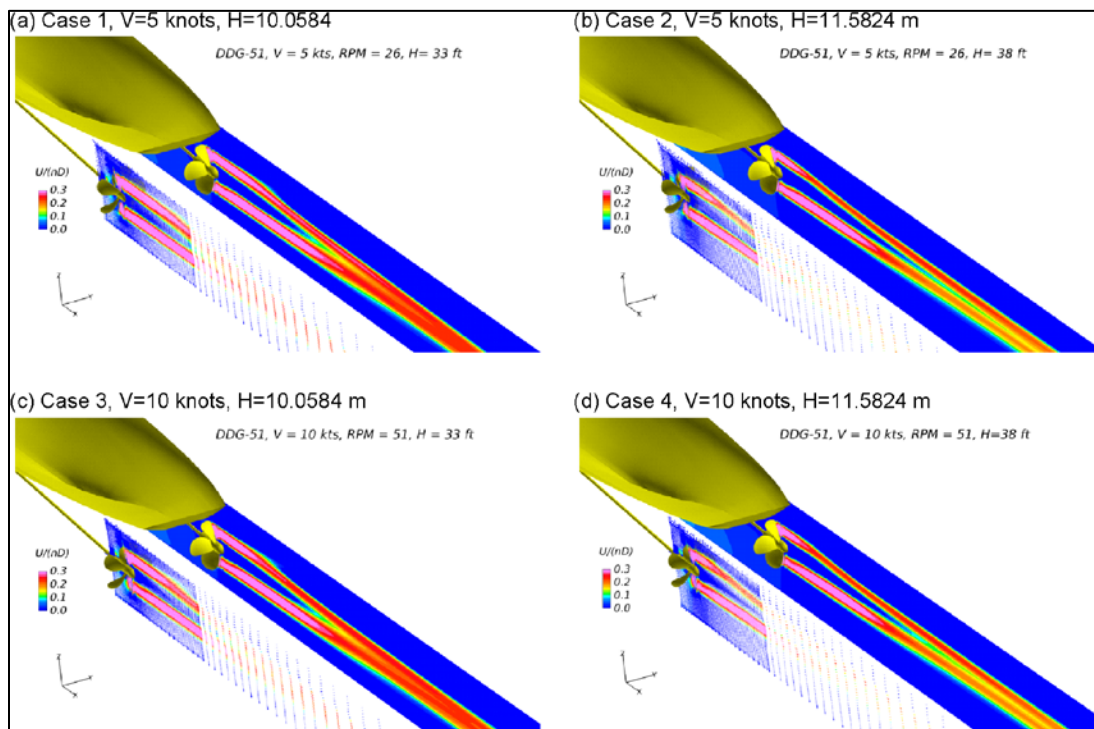 (a) Case 1, V=5 knots, H=10.0584
DDG-51, V = 5 kts, RPM = 26, H= 33 ft
U/(nD)
0.3
0.2
0.1
0.0
Z
Y
X
(b) Case 2, V=5 knots, H=11.5824 m
DDG-51, V = 5 kts, RPM = 26, H= 38 ft
U/(nD)
0.3
0.2
0.1
0.0
Z
Y
X
(c) Case 3, V=10 knots, H=10.0584 m
DDG-51, V = 10 kts, RPM = 51, H = 33 ft
U/(nD)
0.3
0.2
0.1
0.0
Z
Y
X
(d) Case 4, V=10 knots, H=11.5824 m
DDG-51, V = 10 kts, RPM = 51, H=38 ft
U/(nD)
0.3
0.2
0.1
0.0
Z
Y
X